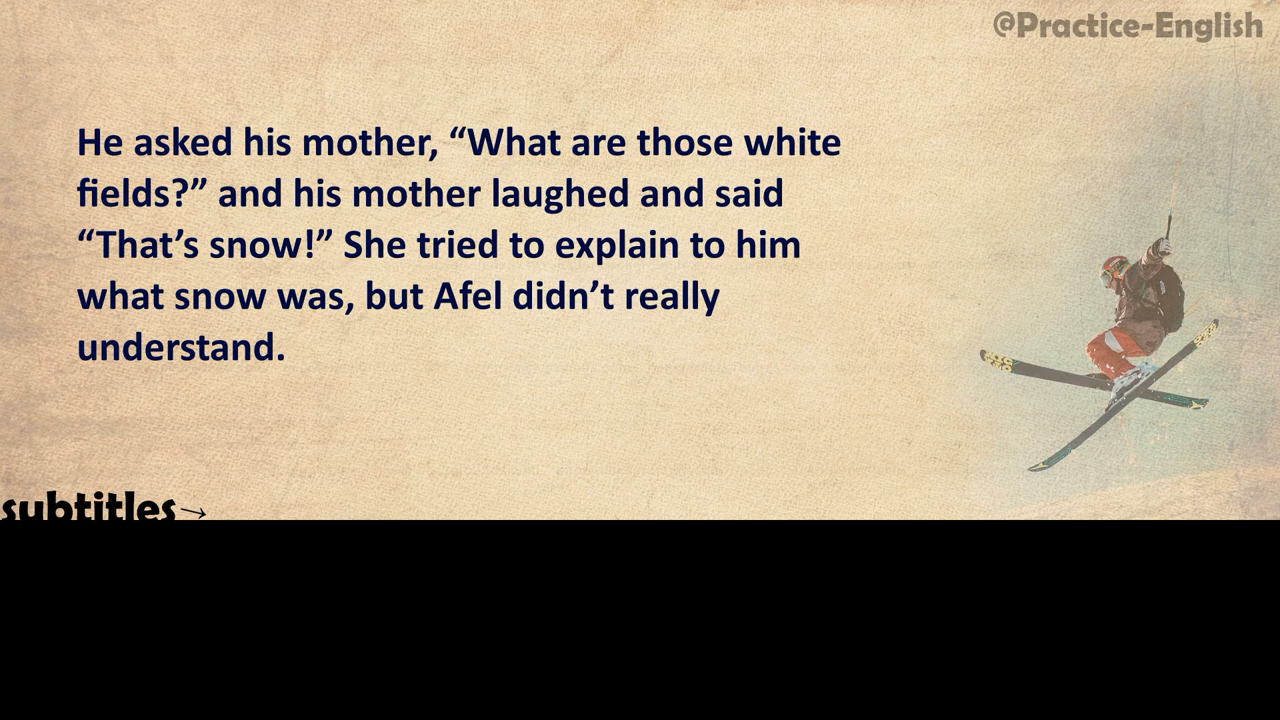 @Practice-English
He asked his mother, “What are those white
fields?” and his mother laughed and said
“That’s snow!” She tried to explain to him
what snow was, but Afel didn’t really
understand.
subtitles→